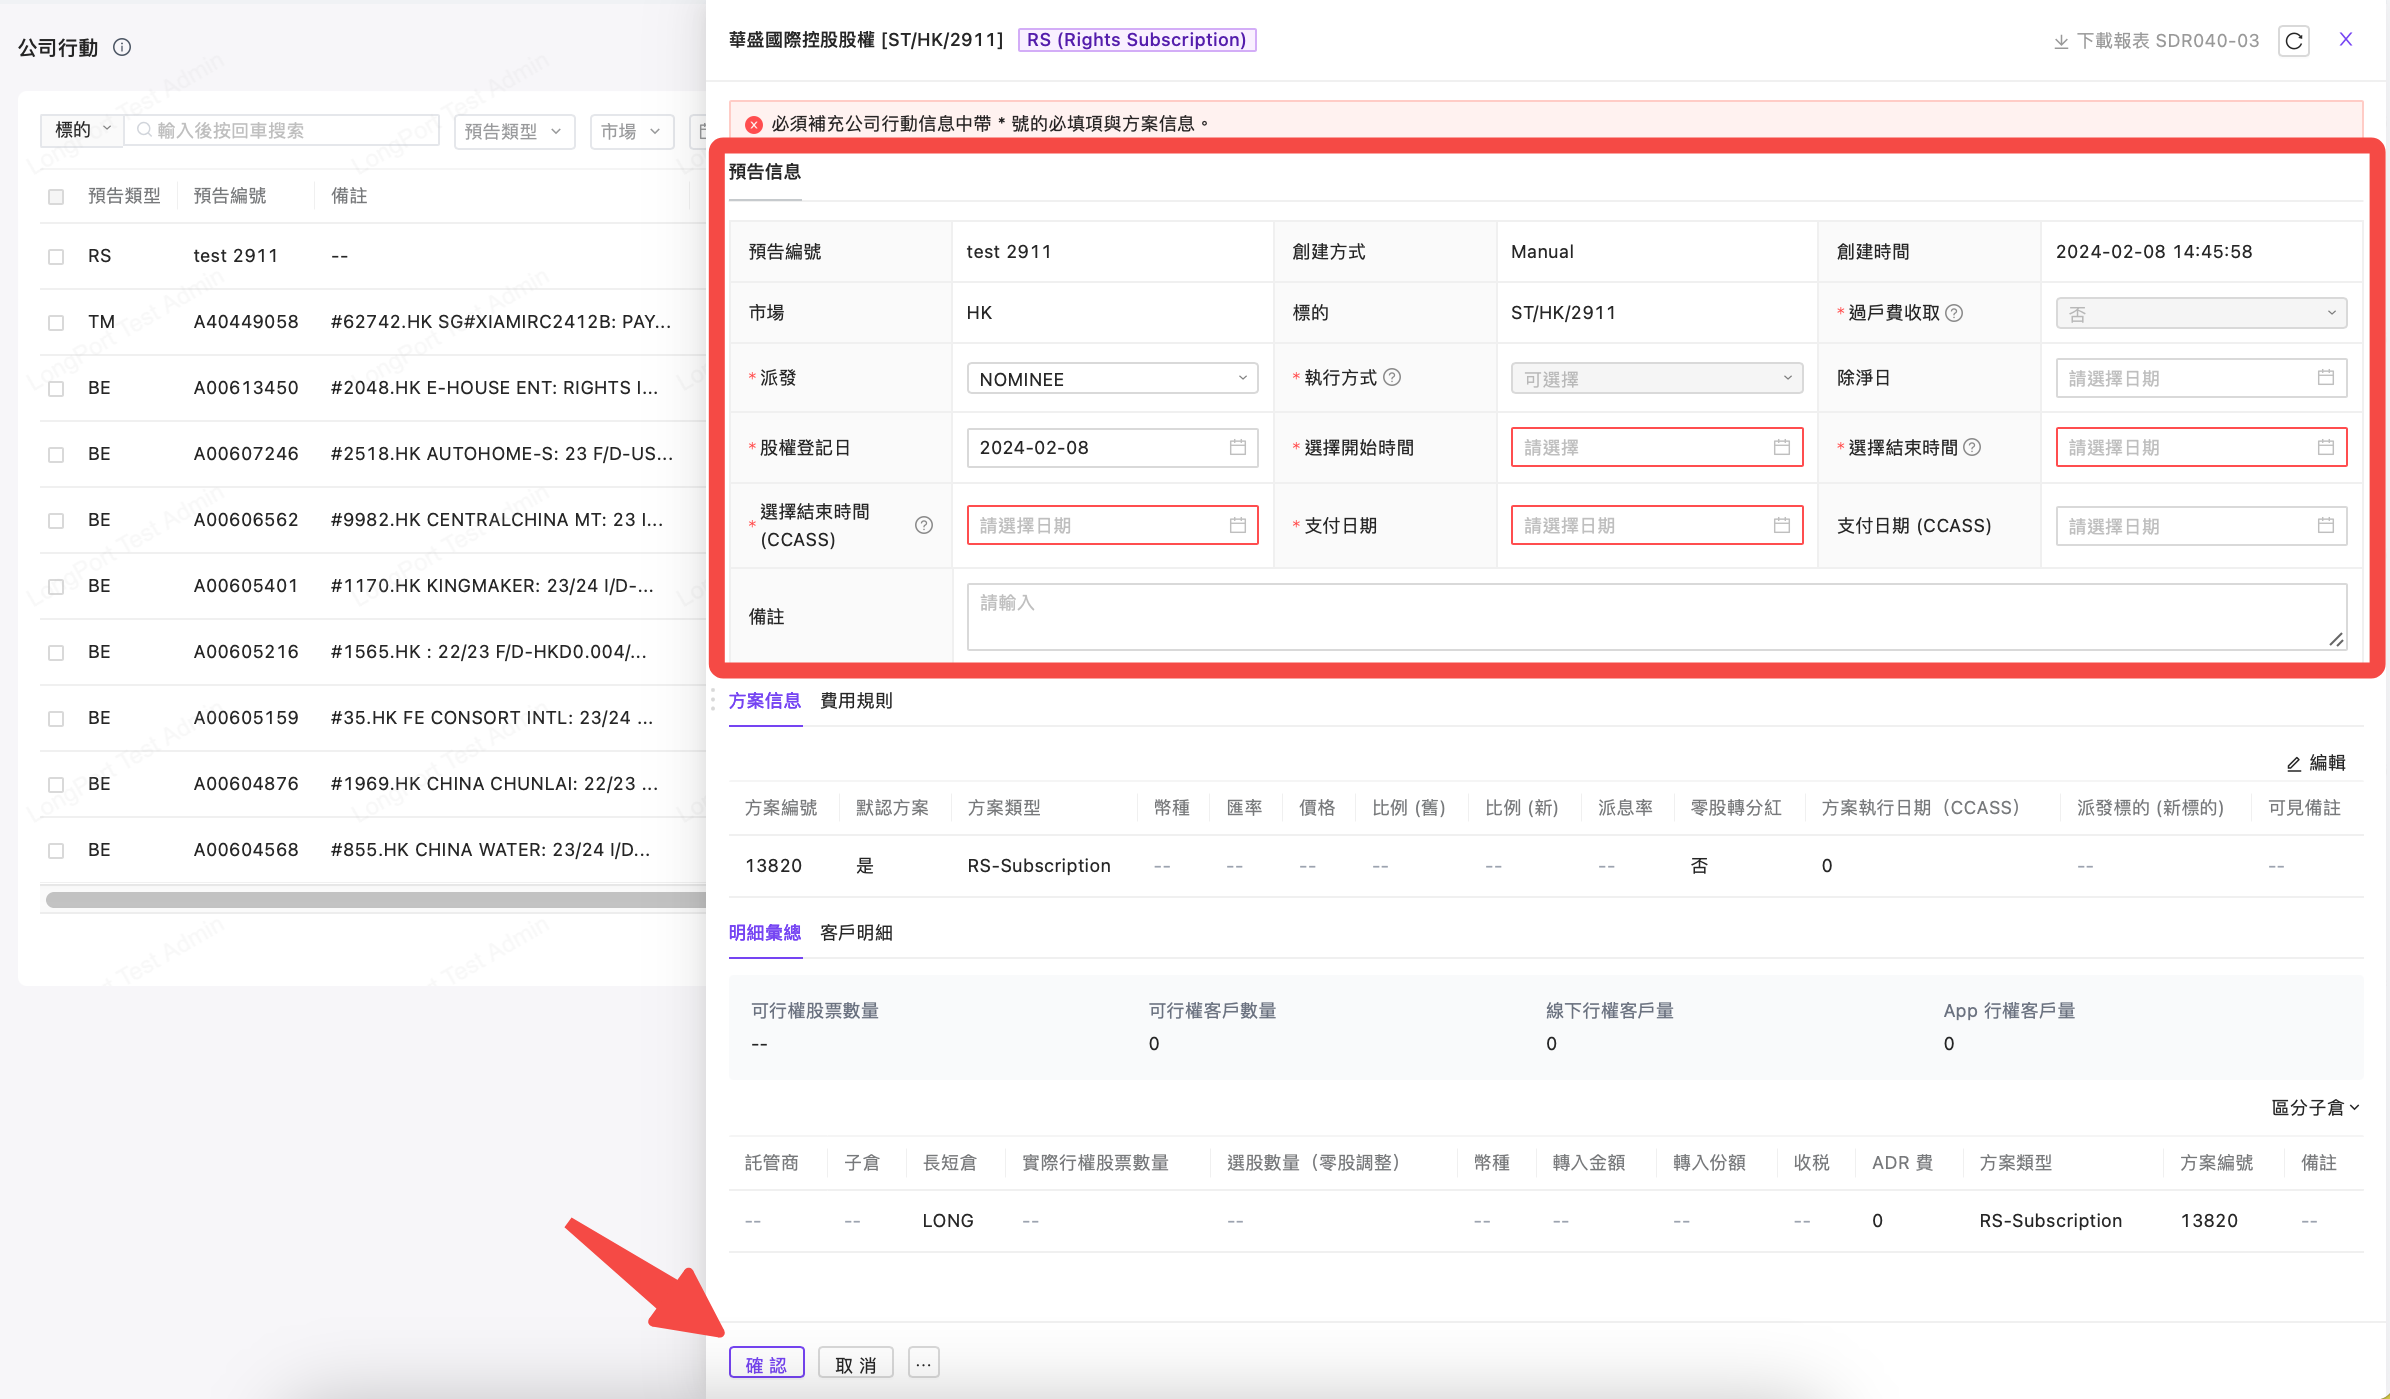 公司行動
標的
輸入後按回車搜索
預告類型
市場
預告類型 預告編號 備註
RS test 2911 --
TM A40449058 #62742.HK SG#XIAMIRC2412B: PAY...
BE A00613450 #2048.HK E-HOUSE ENT: RIGHTS I...
BE A00607246 #2518.HK AUTOHOME-S: 23 F/D-US...
BE A00606562 #9982.HK CENTRALCHINA MT: 23 I...
BE A00605401 #1170.HK KINGMAKER: 23/24 I/D-...
BE A00605216 #1565.HK : 22/23 F/D-HKD0.004/...
BE A00605159 #35.HK FE CONSORT INTL: 23/24 ...
BE A00604876 #1969.HK CHINA CHUNLAI: 22/23 ...
BE A00604568 #855.HK CHINA WATER: 23/24 I/D...
LongPort Test Admin
華盛國際控股股權 [ST/HK/2911] RS (Rights Subscription)
下載報表 SDR040-03
必須補充公司行動信息中帶 * 號的必填項與方案信息。
預告信息
預告編號 test 2911 創建方式 Manual 創建時間 2024-02-08 14:45:58
市場 HK 標的 ST/HK/2911 * 過戶費收取 否
* 派發 NOMINEE * 執行方式 可選擇 除淨日 請選擇日期
* 股權登記日 2024-02-08 * 選擇開始時間 請選擇 * 選擇結束時間 請選擇日期
* 選擇結束時間
(CCASS) 請選擇日期 * 支付日期 請選擇日期 支付日期 (CCASS) 請選擇日期
備註 請輸入
方案信息 費用規則
編輯
方案編號 默認方案 方案類型 幣種 匯率 價格 比例 (舊) 比例 (新) 派息率 零股轉分紅 方案執行日期（CCASS） 派發標的 (新標的) 可見備註
13820 是 RS-Subscription -- -- -- -- -- -- 否 0 -- --
明細彙總 客戶明細
可行權股票數量 可行權客戶數量 線下行權客戶量 App 行權客戶量
-- 0 0 0
區分子倉
託管商 子倉 長短倉 實際行權股票數量 選股數量（零股調整） 幣種 轉入金額 轉入份額 收税 ADR 費 方案類型 方案編號 備註
-- -- LONG -- -- -- -- -- -- 0 RS-Subscription 13820 --
確 認 取 消 ...